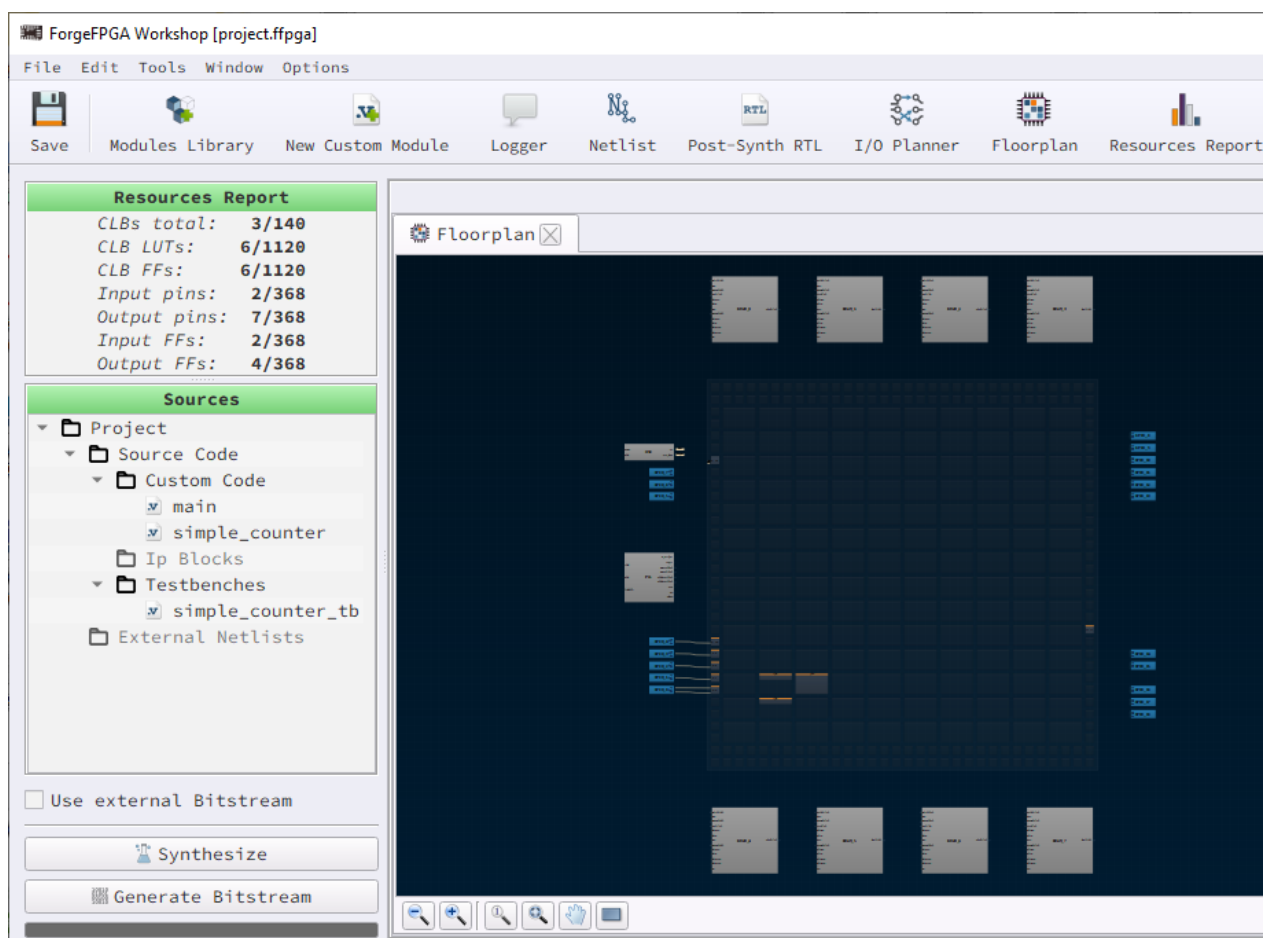 ForgeFPGA Workshop [project.ffpga]
File Edit Tools Window Options
Save Modules Library New Custom Module Logger Netlist Post-Synth RTL I/O Planner Floorplan Resources Report
Resources Report
CLBs total: 3/140
CLB LUTs: 6/1120
CLB FFs: 6/1120
Input pins: 2/368
Output pins: 7/368
Input FFs: 2/368
Output FFs: 4/368
Floorplan
Sources
Project
Source Code
Custom Code
main
simple_counter
Ip Blocks
Testbenches
simple_counter_tb
External Netlists
Use external Bitstream
Synthesize
Generate Bitstream